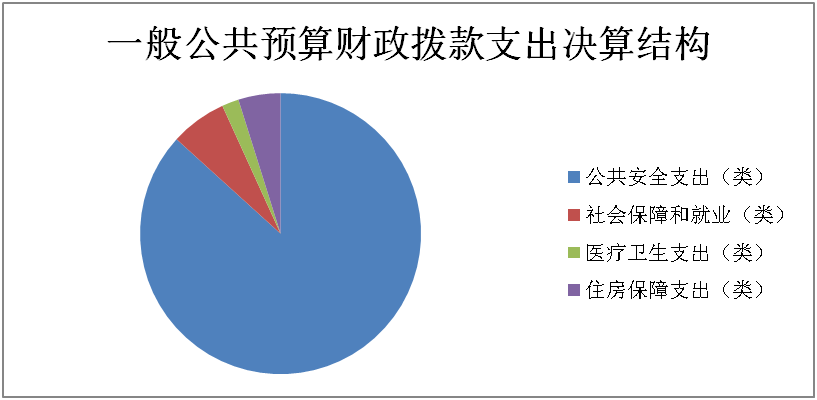 一般公共预算财政拨款支出决算结构
公共安全支出（类）
社会保障和就业（类）
医疗卫生支出（类）
住房保障支出（类）